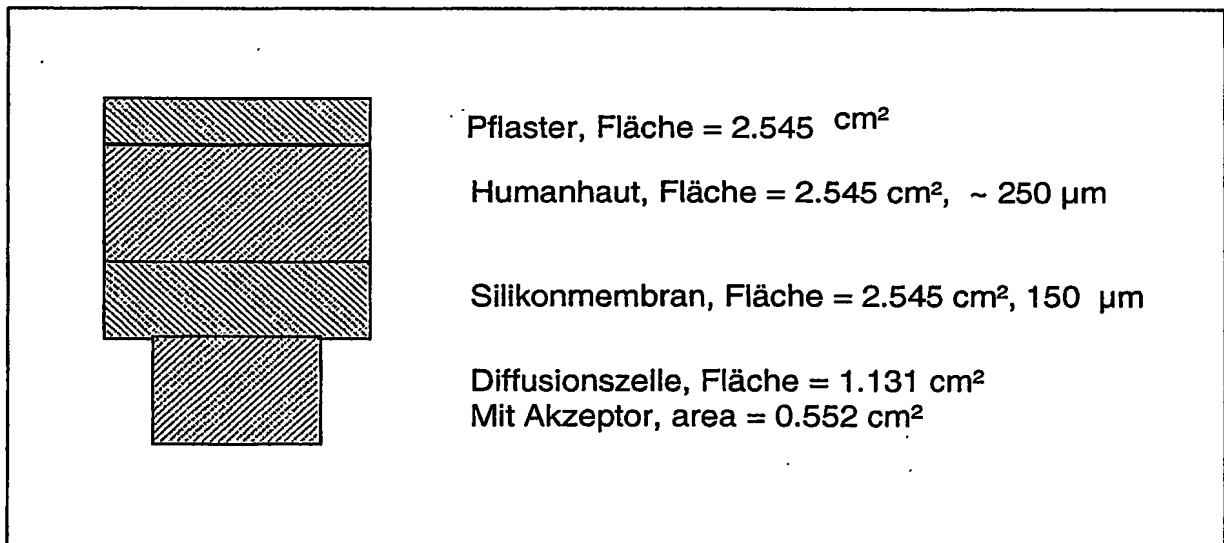 Pflaster, Fläche = 2.545 cm²
Humanhaut, Fläche = 2.545 cm², ~ 250 µm
Silikonmembran, Fläche = 2.545 cm², 150 µm
Diffusionszelle, Fläche = 1.131 cm²
Mit Akzeptor, area = 0.552 cm²